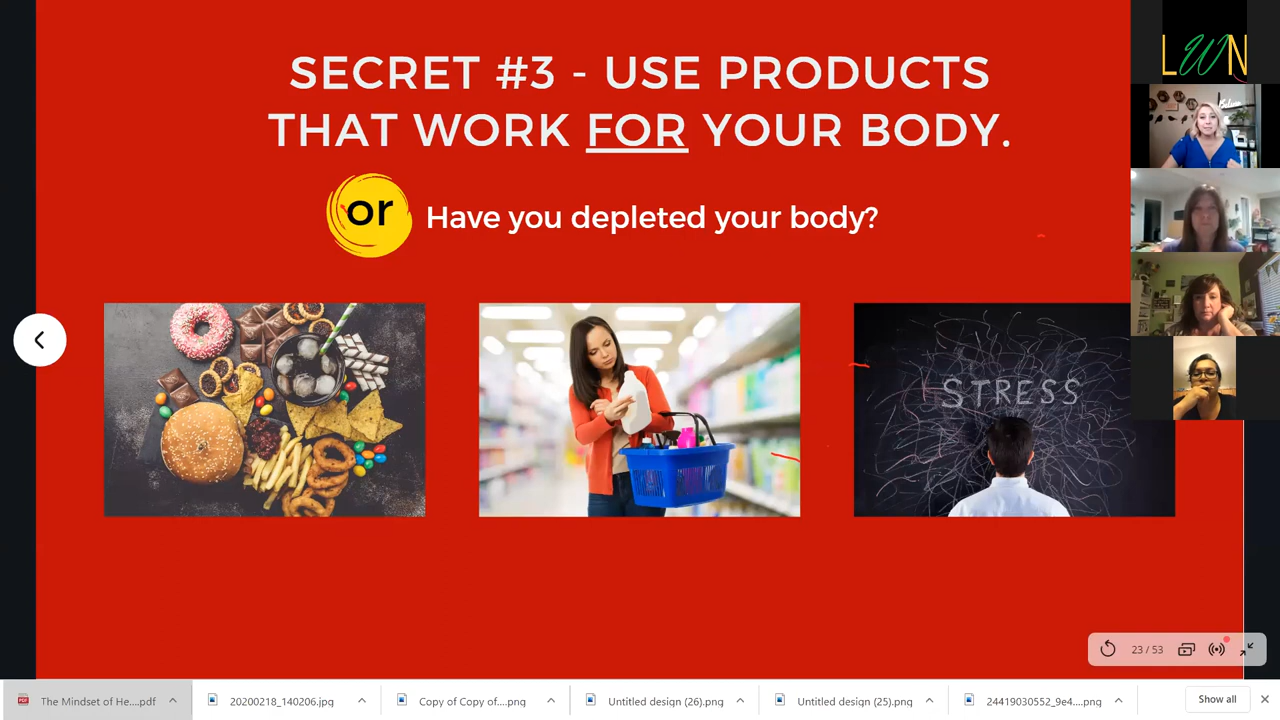 SECRET #3 - USE PRODUCTS
THAT WORK FOR YOUR BODY.
or
Have you depleted your body?
STRESS
LWN
23 / 53
The Mindset of He....pdf
20200218_140206.jpg
Copy of Copy of....png
Untitled design (26).png
Untitled design (25).png
24419030552_9e4....png
Show all